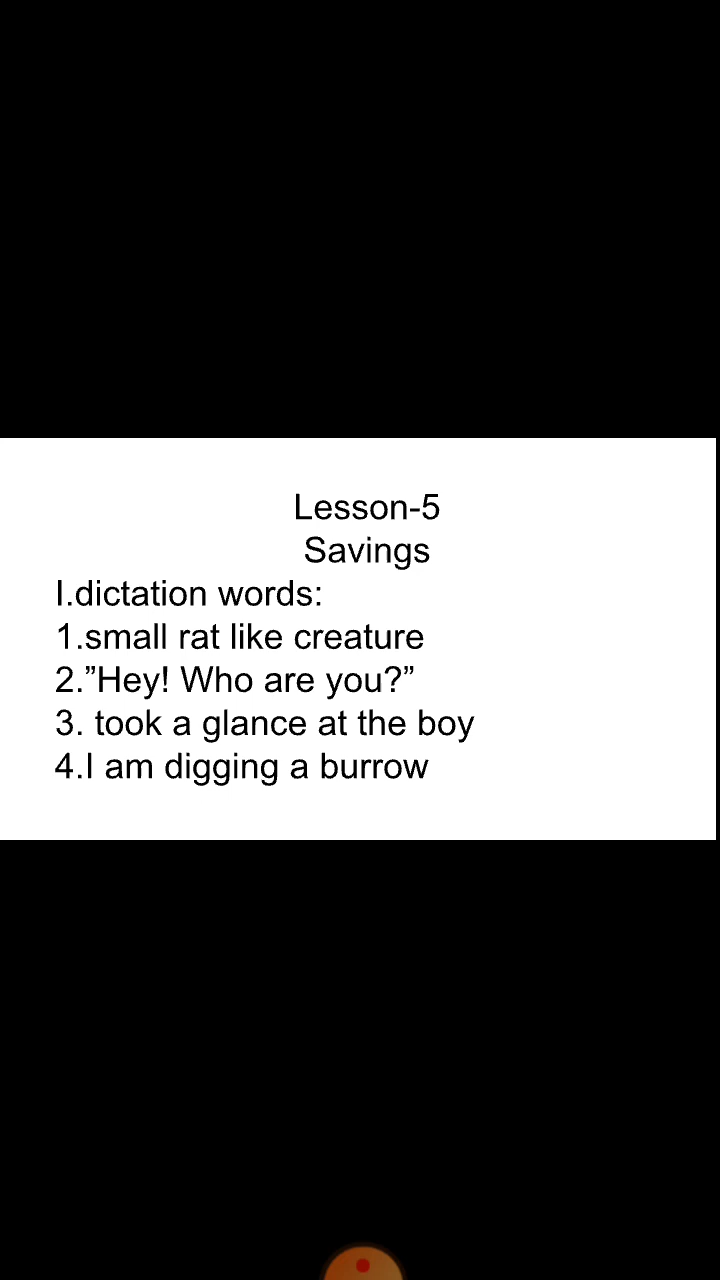 Lesson-5
Savings
I.dictation words:
1.small rat like creature
2.”Hey! Who are you?”
3. took a glance at the boy
4.I am digging a burrow